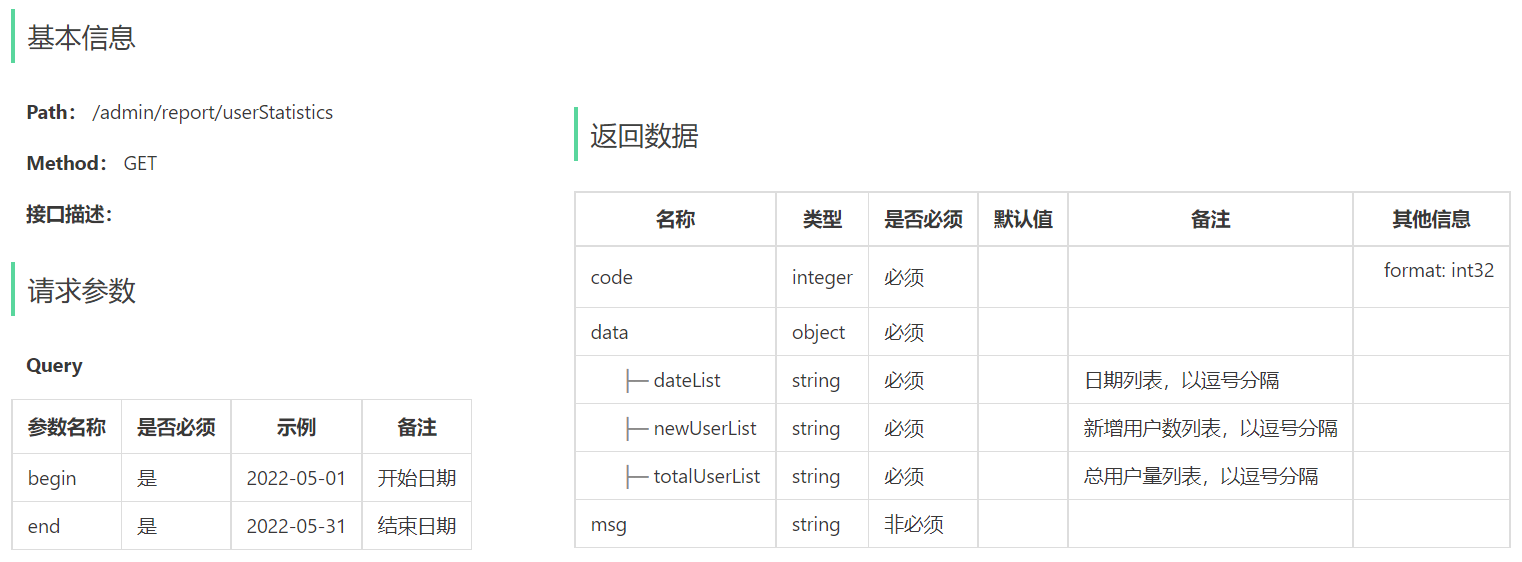 基本信息
Path： /admin/report/userStatistics
Method： GET
接口描述：
请求参数
Query
参数名称 是否必须 示例 备注
begin 是 2022-05-01 开始日期
end 是 2022-05-31 结束日期
返回数据
名称 类型 是否必须 默认值 备注 其他信息
code integer 必须 format: int32
data object 必须
├─ dateList string 必须 日期列表，以逗号分隔
├─ newUserList string 必须 新增用户数列表，以逗号分隔
├─ totalUserList string 必须 总用户量列表，以逗号分隔
msg string 非必须